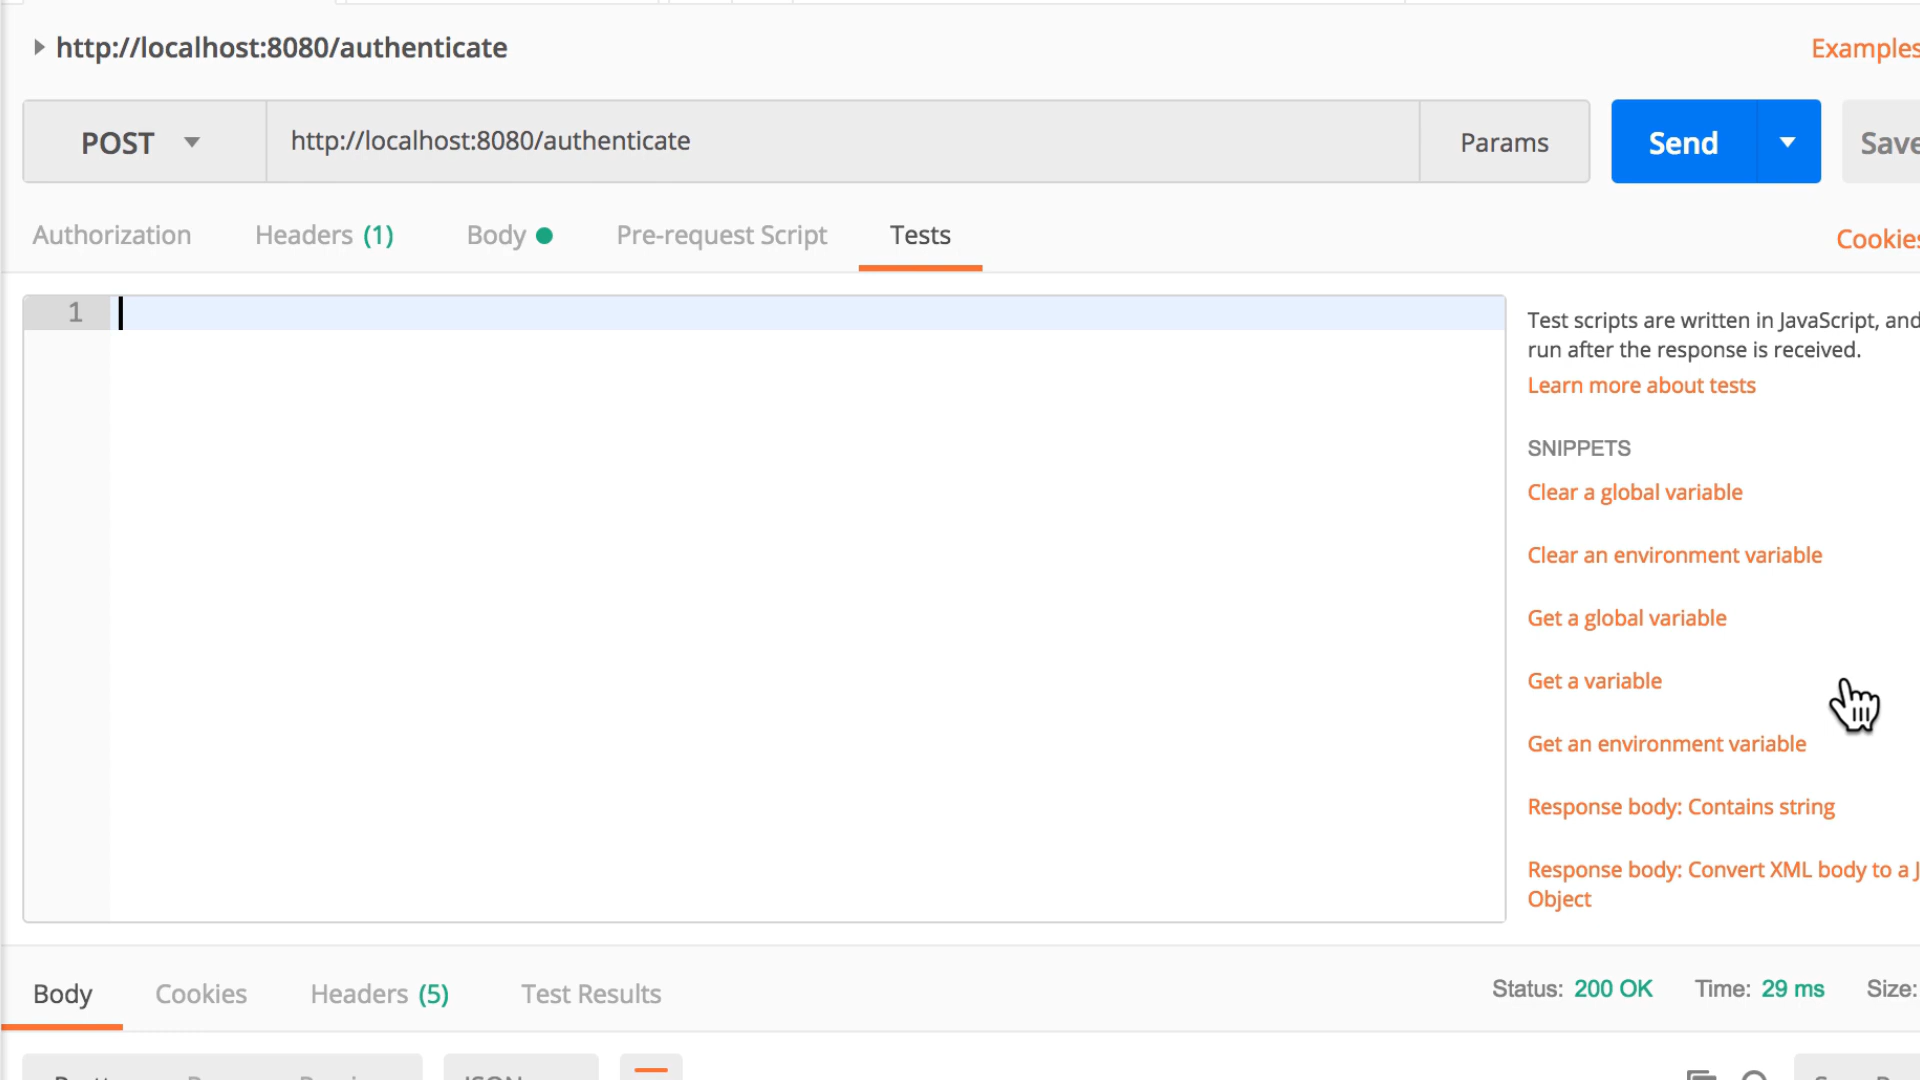 http://localhost:8080/authenticate
Examples
POST
http://localhost:8080/authenticate
Params
Send
Save
Authorization
Headers (1)
Body
Pre-request Script
Tests
Cookies
1
Test scripts are written in JavaScript, and
run after the response is received.
Learn more about tests
SNIPPETS
Clear a global variable
Clear an environment variable
Get a global variable
Get a variable
Get an environment variable
Response body: Contains string
Response body: Convert XML body to a J
Object
Body
Cookies
Headers (5)
Test Results
Status: 200 OK
Time: 29 ms
Size:
JSON